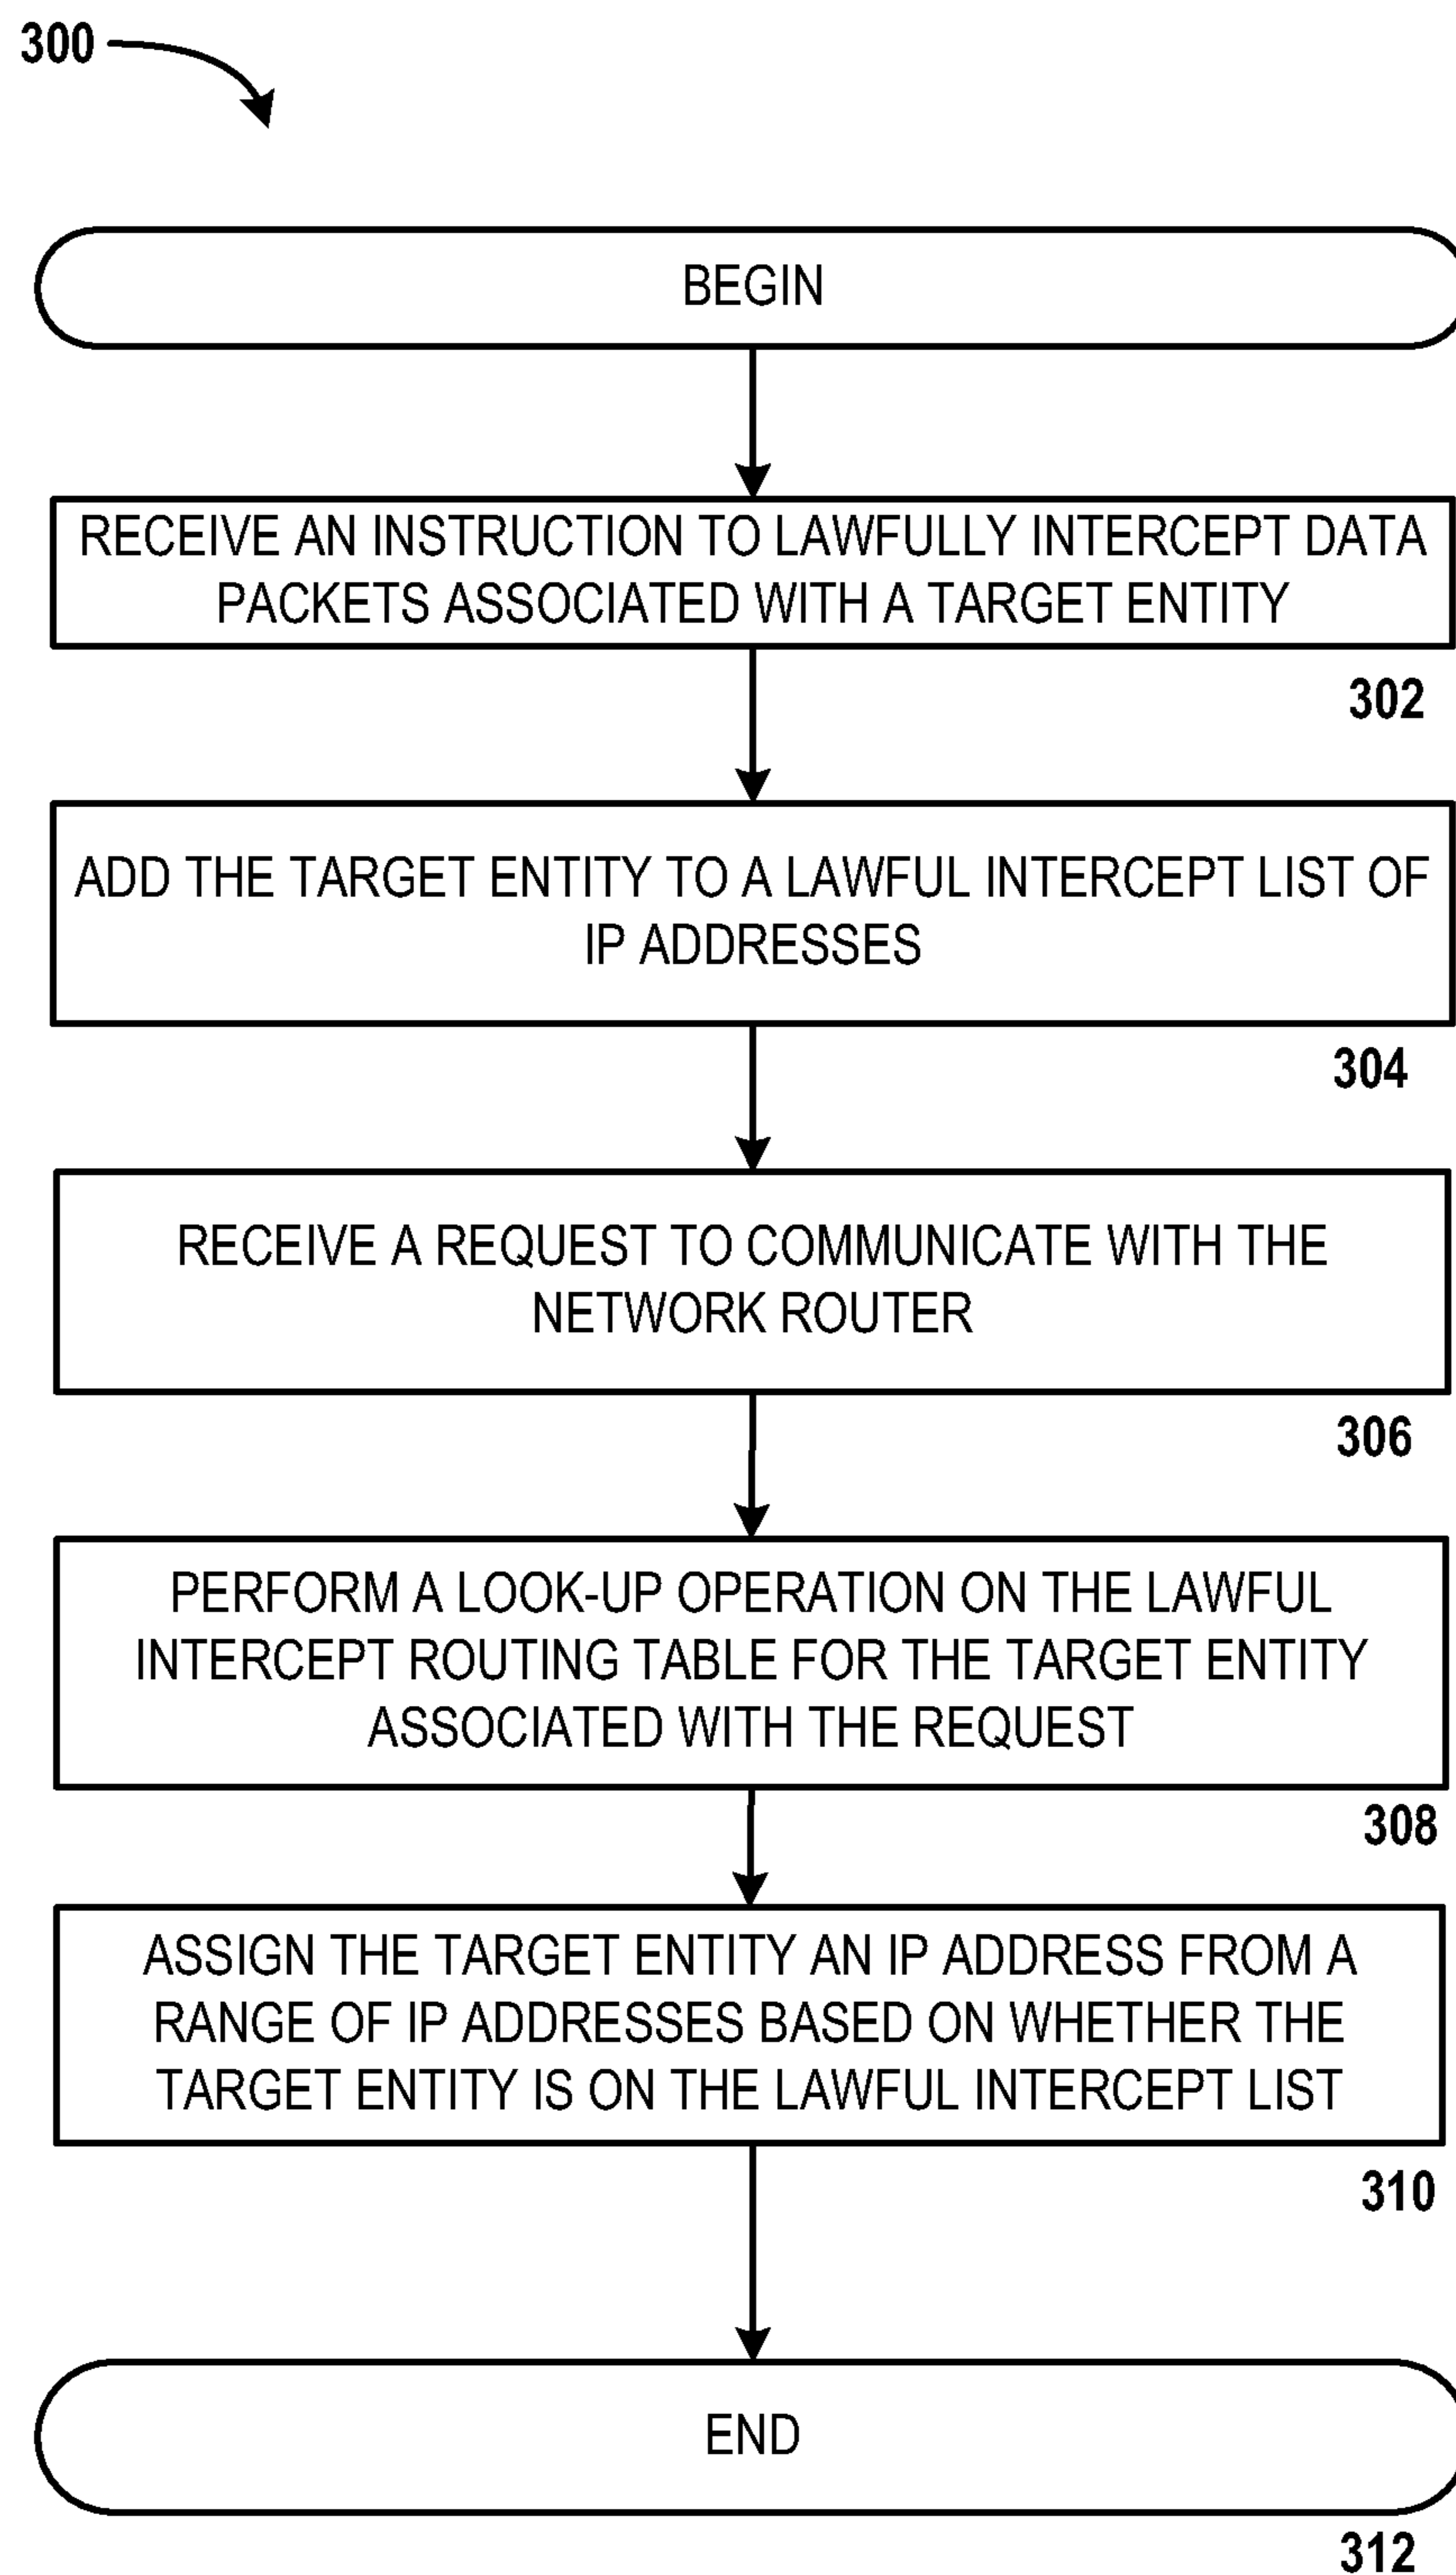 300
BEGIN
RECEIVE AN INSTRUCTION TO LAWFULLY INTERCEPT DATA
PACKETS ASSOCIATED WITH A TARGET ENTITY
302
ADD THE TARGET ENTITY TO A LAWFUL INTERCEPT LIST OF
IP ADDRESSES
304
RECEIVE A REQUEST TO COMMUNICATE WITH THE
NETWORK ROUTER
306
PERFORM A LOOK-UP OPERATION ON THE LAWFUL
INTERCEPT ROUTING TABLE FOR THE TARGET ENTITY
ASSOCIATED WITH THE REQUEST
308
ASSIGN THE TARGET ENTITY AN IP ADDRESS FROM A
RANGE OF IP ADDRESSES BASED ON WHETHER THE
TARGET ENTITY IS ON THE LAWFUL INTERCEPT LIST
310
END
312